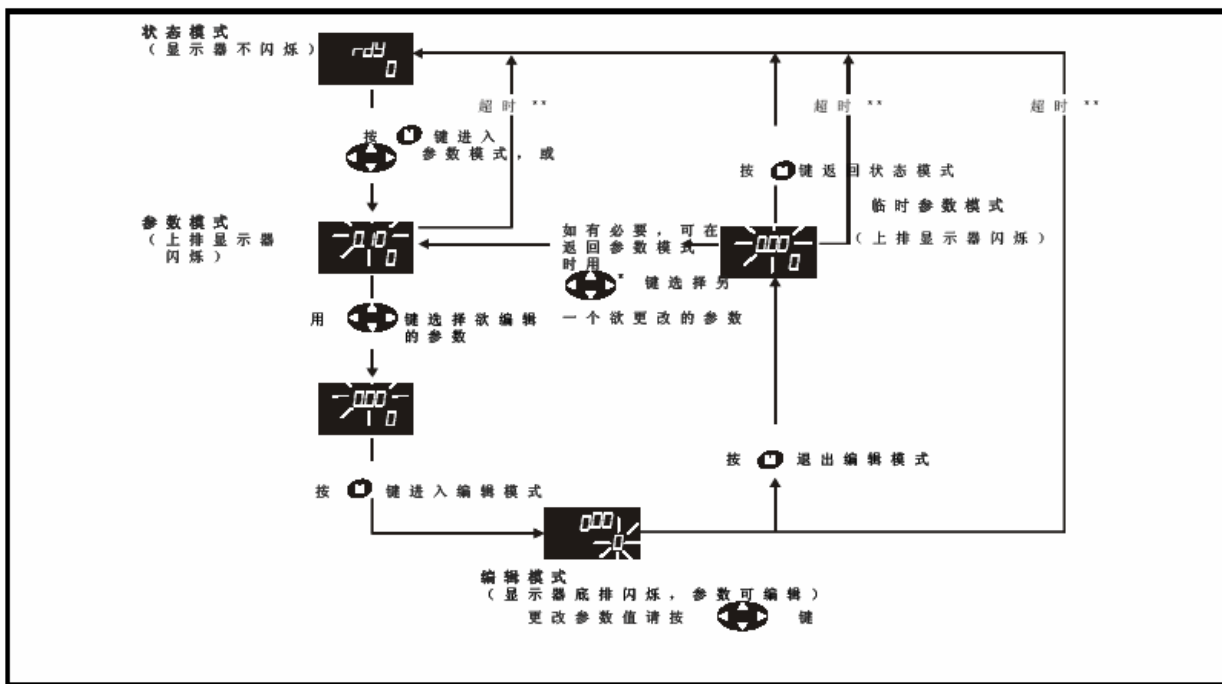 状态模式
（显示器不闪烁）
rdy
0
超时 **
超时 **
超时 **
按 M 键进入
参数模式，或
按 M 键返回状态模式
临时参数模式
（上排显示器闪烁）
参数模式
（上排显示器
闪烁）
0.10
0
如有必要，可在
返回参数模式
时用
* 键选择另
一个欲更改的参数
0.00
0
用 键选择欲编辑
的参数
0.00
0
按 M 退出编辑模式
按 M 键进入编辑模式
0.00
0
编辑模式
（显示器底排闪烁，参数可编辑）
更改参数值请按 键